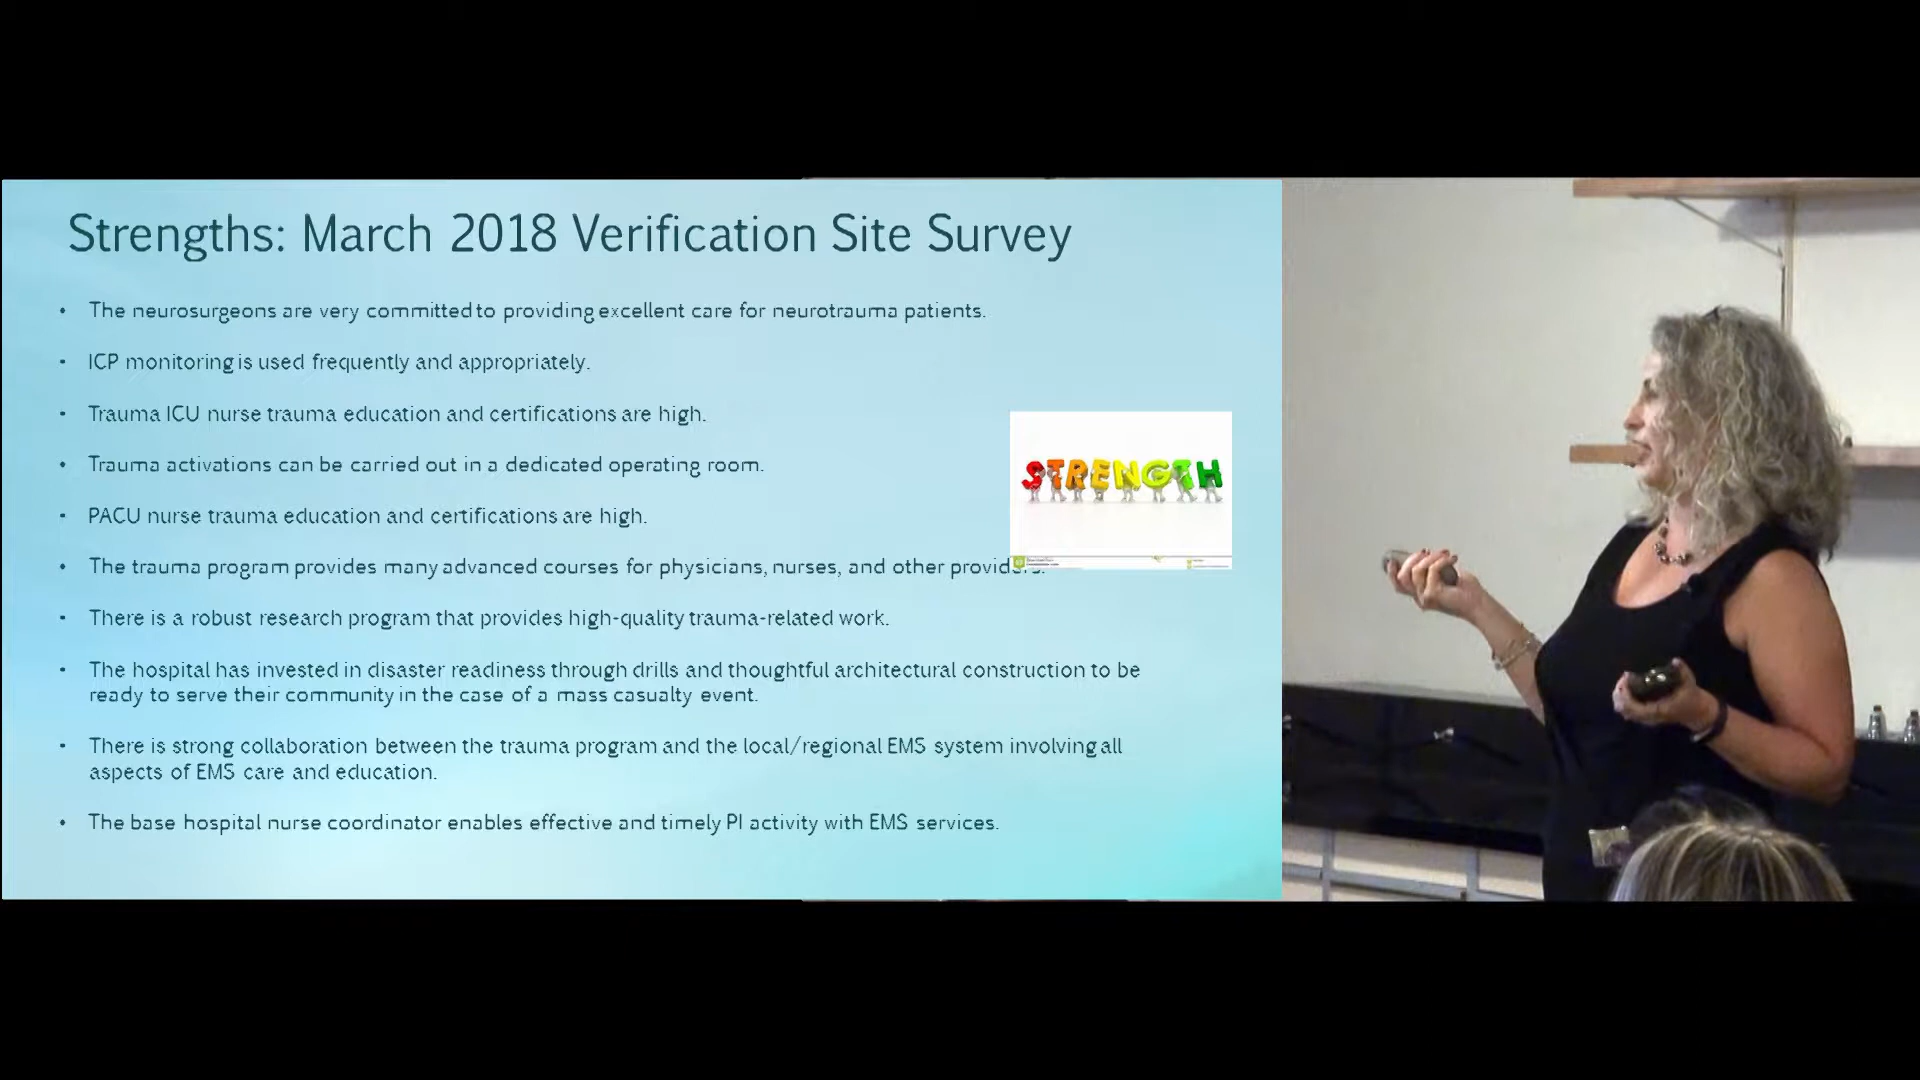 Strengths: March 2018 Verification Site Survey
• The neurosurgeons are very committed to providing excellent care for neurotrauma patients.
• ICP monitoring is used frequently and appropriately.
• Trauma ICU nurse trauma education and certifications are high.
• Trauma activations can be carried out in a dedicated operating room.
STRENGTH
• PACU nurse trauma education and certifications are high.
• The trauma program provides many advanced courses for physicians, nurses, and other providers.
• There is a robust research program that provides high-quality trauma-related work.
• The hospital has invested in disaster readiness through drills and thoughtful architectural construction to be
ready to serve their community in the case of a mass casualty event.
• There is strong collaboration between the trauma program and the local/regional EMS system involving all
aspects of EMS care and education.
• The base hospital nurse coordinator enables effective and timely PI activity with EMS services.